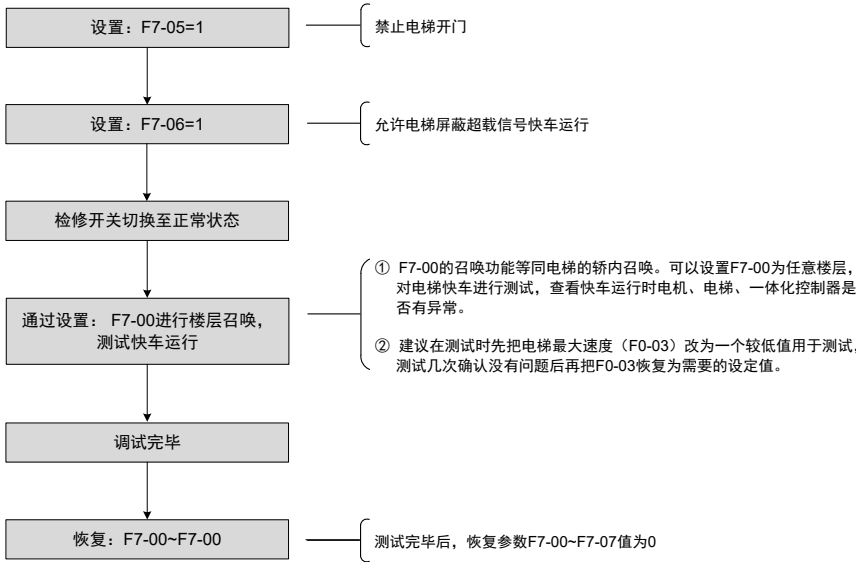 设置：F7-05=1
禁止电梯开门
设置：F7-06=1
允许电梯屏蔽超载信号快车运行
检修开关切换至正常状态
通过设置： F7-00进行楼层召唤，
测试快车运行
① F7-00的召唤功能等同电梯的轿内召唤。可以设置F7-00为任意楼层，
对电梯快车进行测试，查看快车运行时电机、电梯、一体化控制器是
否有异常。
② 建议在测试时先把电梯最大速度（F0-03）改为一个较低值用于测试，
测试几次确认没有问题后再把F0-03恢复为需要的设定值。
调试完毕
恢复：F7-00~F7-00
测试完毕后，恢复参数F7-00~F7-07值为0